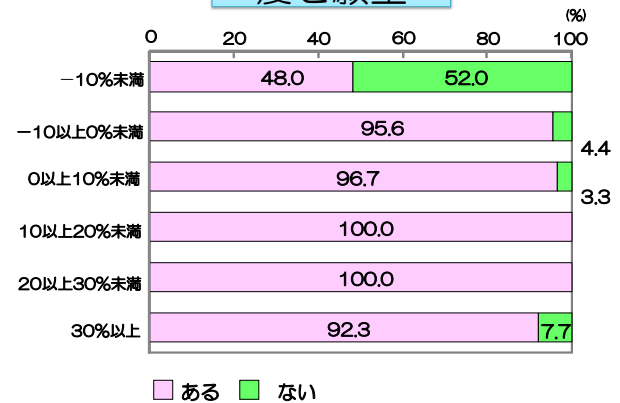 (%)
0 20 40 60 80 100
－10%未満 48.0 52.0
－10以上0%未満 95.6 4.4
0以上10%未満 96.7 3.3
10以上20%未満 100.0
20以上30%未満 100.0
30%以上 92.3 7.7
ある ない